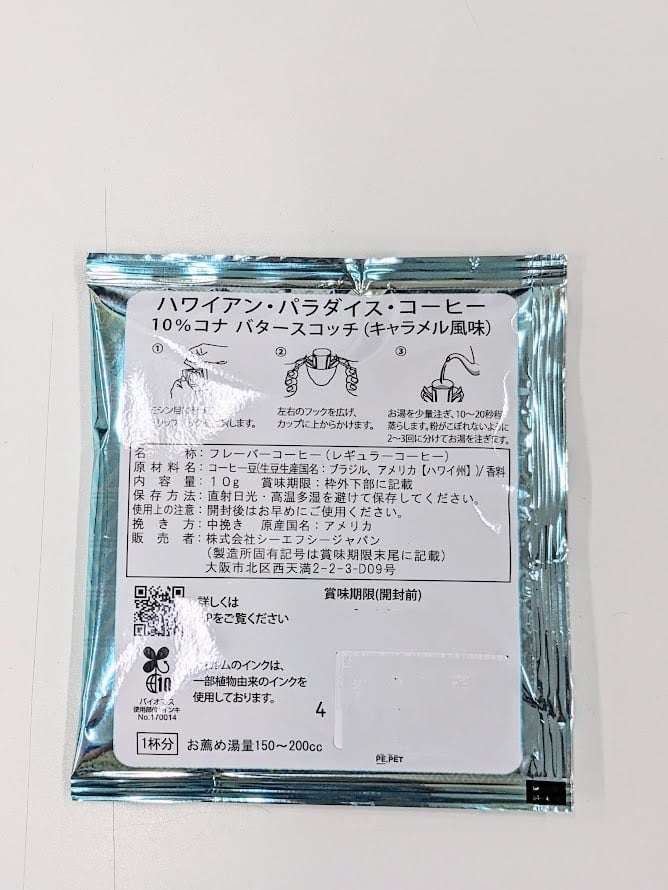 ハワイアン・パラダイス・コーヒー
10%コナ バタースコッチ(キャラメル風味)
① ② ③
左右のフックを広げ、
カップに上からかけます。
お湯を少量注ぎ、10〜20秒程
蒸らします。粉がこぼれないように
2〜3回に分けてお湯を注ぎます。
名称:フレーバーコーヒー(レギュラーコーヒー)
原材料名:コーヒー豆(生豆生産国名:ブラジル、アメリカ【ハワイ州】)/香料
内容量:10g 賞味期限:枠外下部に記載
保存方法:直射日光・高温多湿を避けて保存してください。
使用上の注意:開封後はお早めにご使用ください。
挽き方:中挽き 原産国名:アメリカ
販売者:株式会社シーエフシージャパン
(製造所固有記号は賞味期限末尾に記載)
大阪市北区西天満2-2-3-D09号
詳しくは
をご覧ください
賞味期限(開封前)
のインクは、
一部植物由来のインクを
使用しております。
バイオマス
No.170014
4
1杯分 お薦め湯量150〜200cc
PE,PET